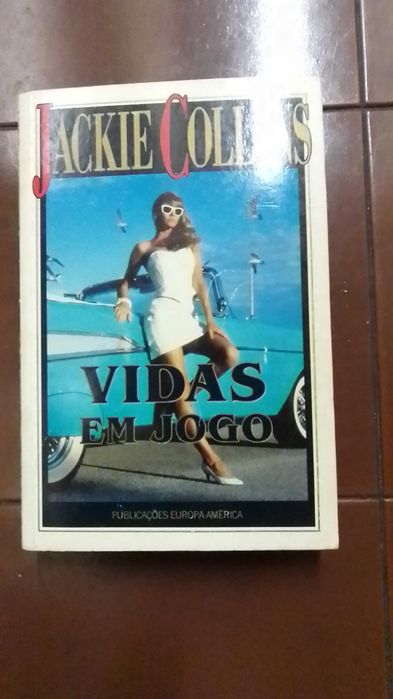 JACKIE COLLINS
VIDAS
EM JOGO
PUBLICAÇÕES EUROPA-AMÉRICA